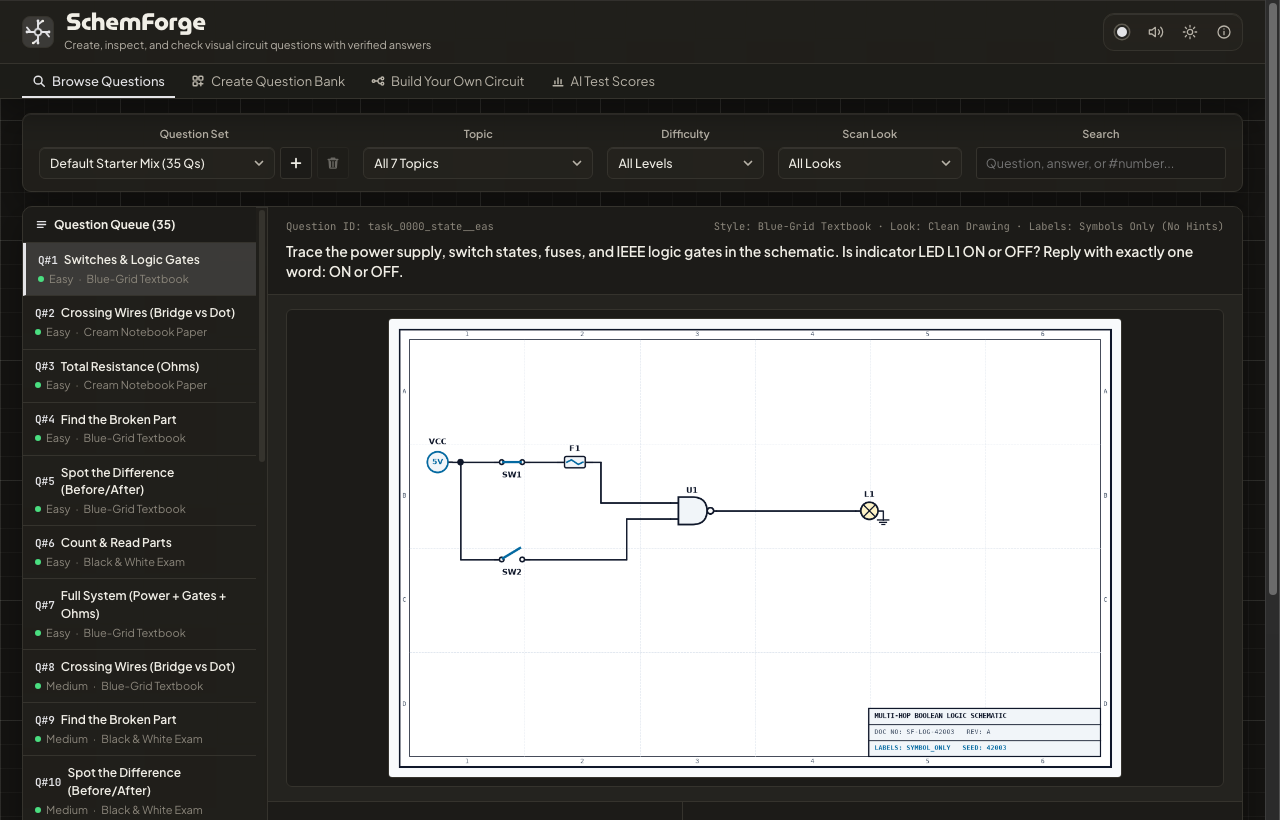 SchemForge
Create, inspect, and check visual circuit questions with verified answers
Browse Questions
Create Question Bank
Build Your Own Circuit
AI Test Scores
Question Set
Topic
Difficulty
Scan Look
Search
Default Starter Mix (35 Qs)
+
All 7 Topics
All Levels
All Looks
Question, answer, or #number...
Question Queue (35)
Q#1 Switches & Logic Gates
Easy · Blue-Grid Textbook
Q#2 Crossing Wires (Bridge vs Dot)
Easy · Cream Notebook Paper
Q#3 Total Resistance (Ohms)
Easy · Cream Notebook Paper
Q#4 Find the Broken Part
Easy · Blue-Grid Textbook
Q#5 Spot the Difference
(Before/After)
Easy · Blue-Grid Textbook
Q#6 Count & Read Parts
Easy · Black & White Exam
Q#7 Full System (Power + Gates +
Ohms)
Easy · Blue-Grid Textbook
Q#8 Crossing Wires (Bridge vs Dot)
Medium · Blue-Grid Textbook
Q#9 Find the Broken Part
Medium · Black & White Exam
Q#10 Spot the Difference
(Before/After)
Medium · Black & White Exam
Question ID: task_0000_state__eas
Style: Blue-Grid Textbook · Look: Clean Drawing · Labels: Symbols Only (No Hints)
Trace the power supply, switch states, fuses, and IEEE logic gates in the schematic. Is indicator LED L1 ON or OFF? Reply with exactly one
word: ON or OFF.
1 2 3 4 5 6
A A
VCC
5V
SW1
F1
B B
U1
L1
SW2
C C
D D
MULTI-HOP BOOLEAN LOGIC SCHEMATIC
DOC NO: SF-LOG-42003 REV: A
LABELS: SYMBOL_ONLY SEED: 42003
1 2 3 4 5 6